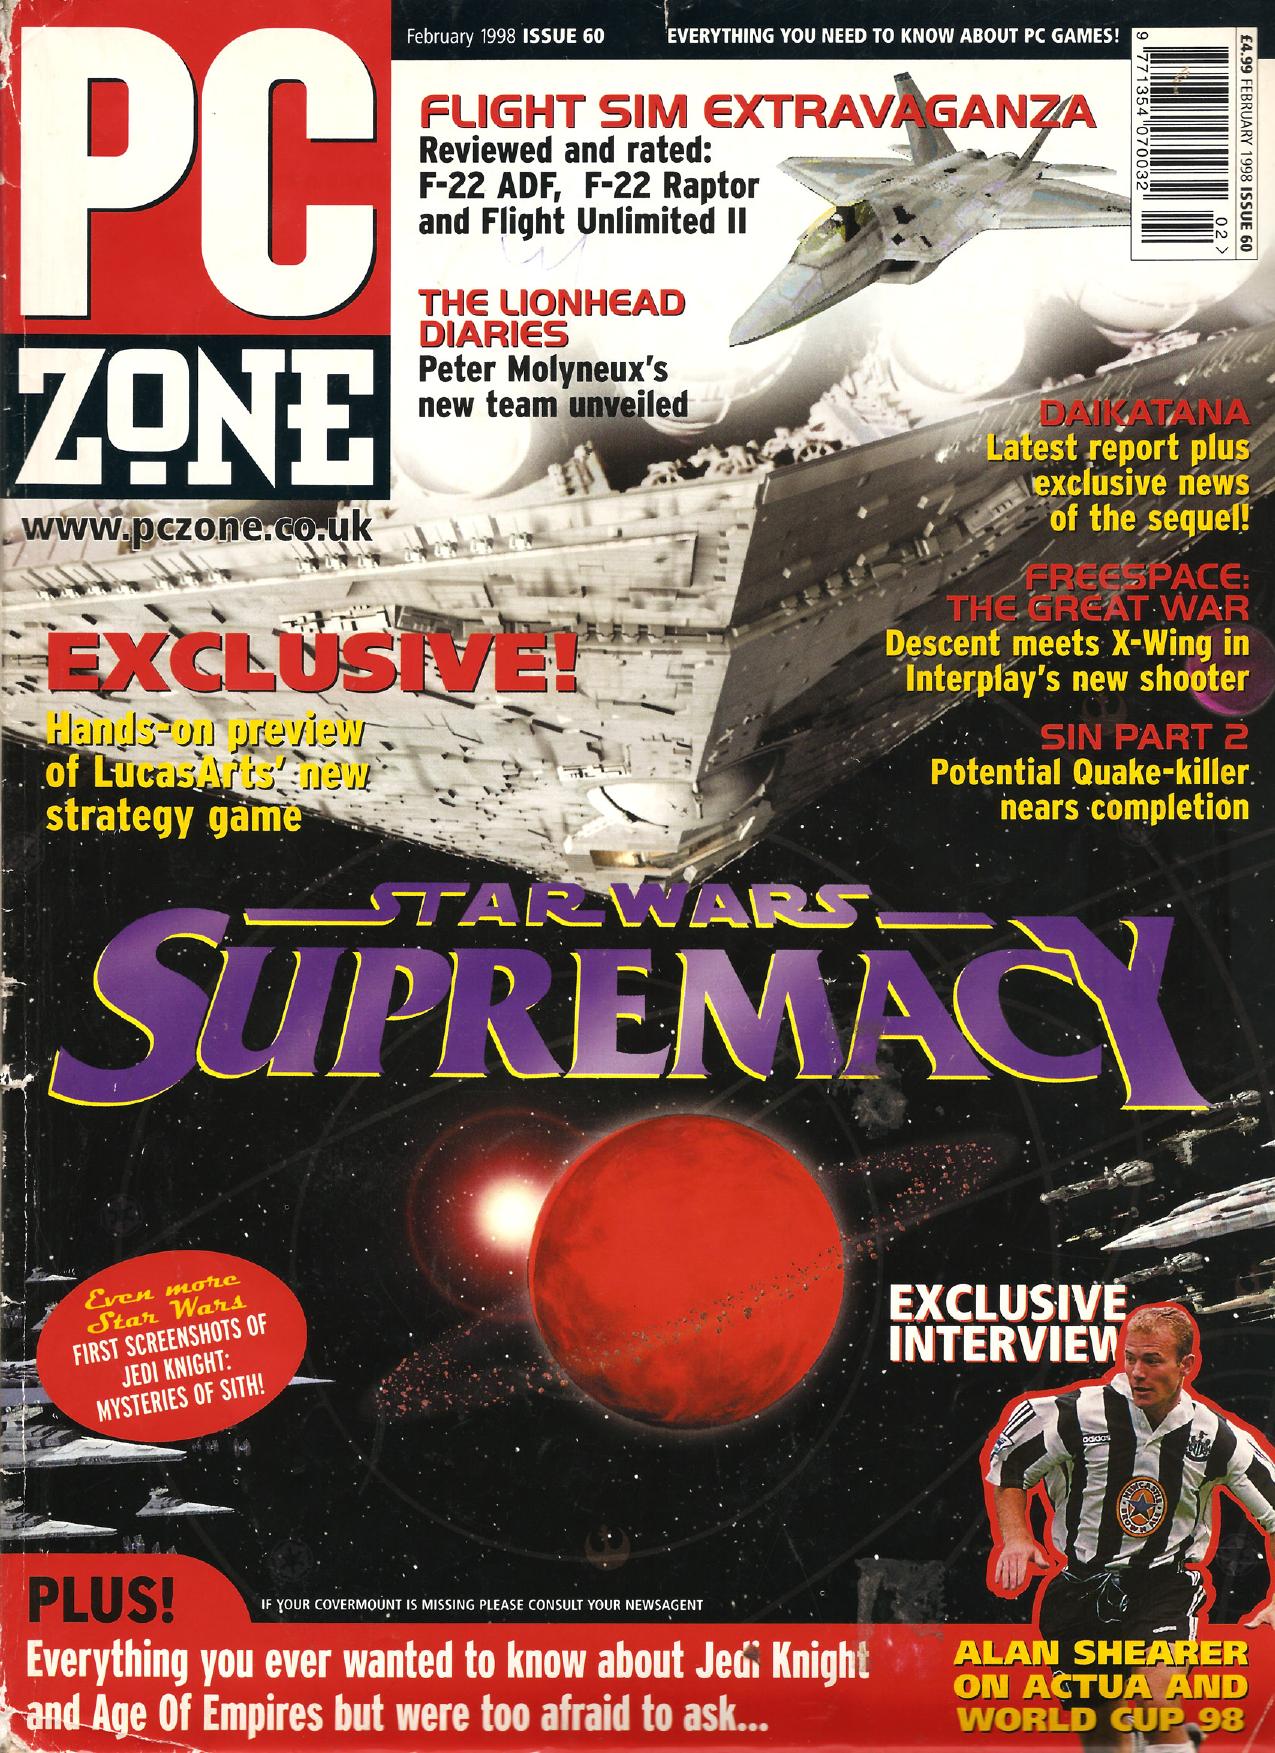 PC
ZONE
www.pczone.co.uk
February 1998 ISSUE 60
EVERYTHING YOU NEED TO KNOW ABOUT PC GAMES!
£4.99 FEBRUARY 1998 ISSUE 60
9 771354 070032
02 >
FLIGHT SIM EXTRAVAGANZA
Reviewed and rated:
F-22 ADF, F-22 Raptor
and Flight Unlimited II
THE LIONHEAD
DIARIES
Peter Molyneux's
new team unveiled
DAIKATANA
Latest report plus
exclusive news
of the sequel!
FREESPACE:
THE GREAT WAR
Descent meets X-Wing in
Interplay's new shooter
SIN PART 2
Potential Quake-killer
nears completion
EXCLUSIVE!
Hands-on preview
of LucasArts' new
strategy game
STAR WARS
SUPREMACY
Even more
Star Wars
FIRST SCREENSHOTS OF
JEDI KNIGHT:
MYSTERIES OF SITH!
EXCLUSIVE
INTERVIEW
adidas
NEWCASTLE
BROWN ALE
ALAN SHEARER
ON ACTUA AND
WORLD CUP 98
PLUS!
IF YOUR COVERMOUNT IS MISSING PLEASE CONSULT YOUR NEWSAGENT
Everything you ever wanted to know about Jedi Knight
and Age Of Empires but were too afraid to ask...